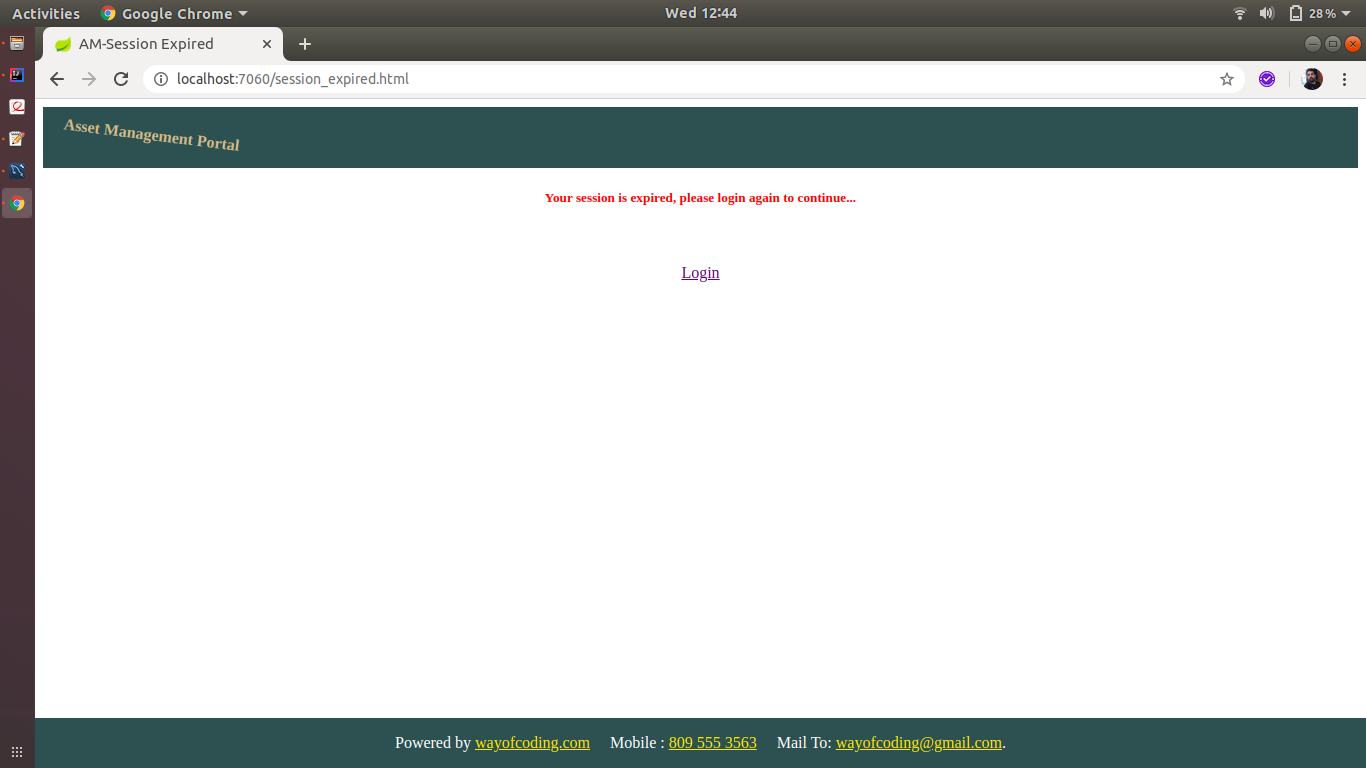 Activities Google Chrome Wed 12:44 28%
AM-Session Expired
localhost:7060/session_expired.html
Asset Management Portal
Your session is expired, please login again to continue...
Login
Powered by wayofcoding.com Mobile : 809 555 3563 Mail To: wayofcoding@gmail.com.